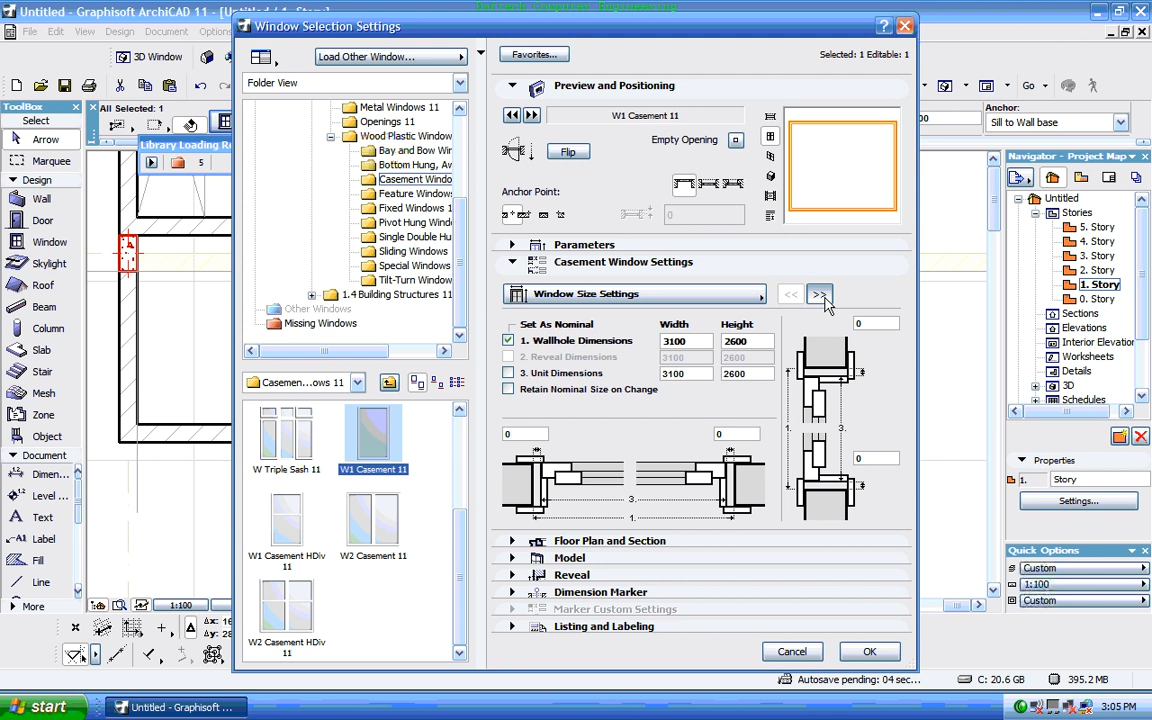 Untitled - Graphisoft ArchiCAD 11 - [Untitled / 1. Story]
File Edit View Design Document Options
3D Window
Go
All Selected: 1
Anchor:
Sill to Wall base
Library Loading Re
5
ToolBox
Select
Arrow
Marquee
Design
Wall
Door
Window
Skylight
Roof
Beam
Column
Slab
Stair
Mesh
Zone
Object
Document
Dimen...
Level ...
Text
Label
Fill
Line
More
Window Selection Settings
Load Other Window...
Folder View
Metal Windows 11
Openings 11
Wood Plastic Window
Bay and Bow Wir
Bottom Hung, Aw
Casement Windo
Feature Windows
Fixed Windows 1
Pivot Hung Windo
Single Double Hu
Sliding Windows
Special Windows
Tilt-Turn Window
1.4 Building Structures 11
Other Windows
Missing Windows
Casemen...ows 11
W Triple Sash 11
W1 Casement 11
W1 Casement HDiv 11
W2 Casement 11
W2 Casement HDiv 11
Favorites...
Selected: 1 Editable: 1
Preview and Positioning
W1 Casement 11
Empty Opening
Flip
Anchor Point:
0
Parameters
Casement Window Settings
Window Size Settings
<< >>
Set As Nominal Width Height
1. Wallhole Dimensions 3100 2600
2. Reveal Dimensions 3100 2600
3. Unit Dimensions 3100 2600
Retain Nominal Size on Change
0
0
0
0
1. 3.
3.
1.
Floor Plan and Section
Model
Reveal
Dimension Marker
Marker Custom Settings
Listing and Labeling
Cancel OK
Navigator - Project Map
Untitled
Stories
5. Story
4. Story
3. Story
2. Story
1. Story
0. Story
Sections
Elevations
Interior Elevatio
Worksheets
Details
3D
Schedules
Properties
1. Story
Settings...
Quick Options
Custom
1:100
Custom
1:100
Autosave pending: 04 sec...
C: 20.6 GB
395.2 MB
start
Untitled - Graphisoft ...
3:05 PM